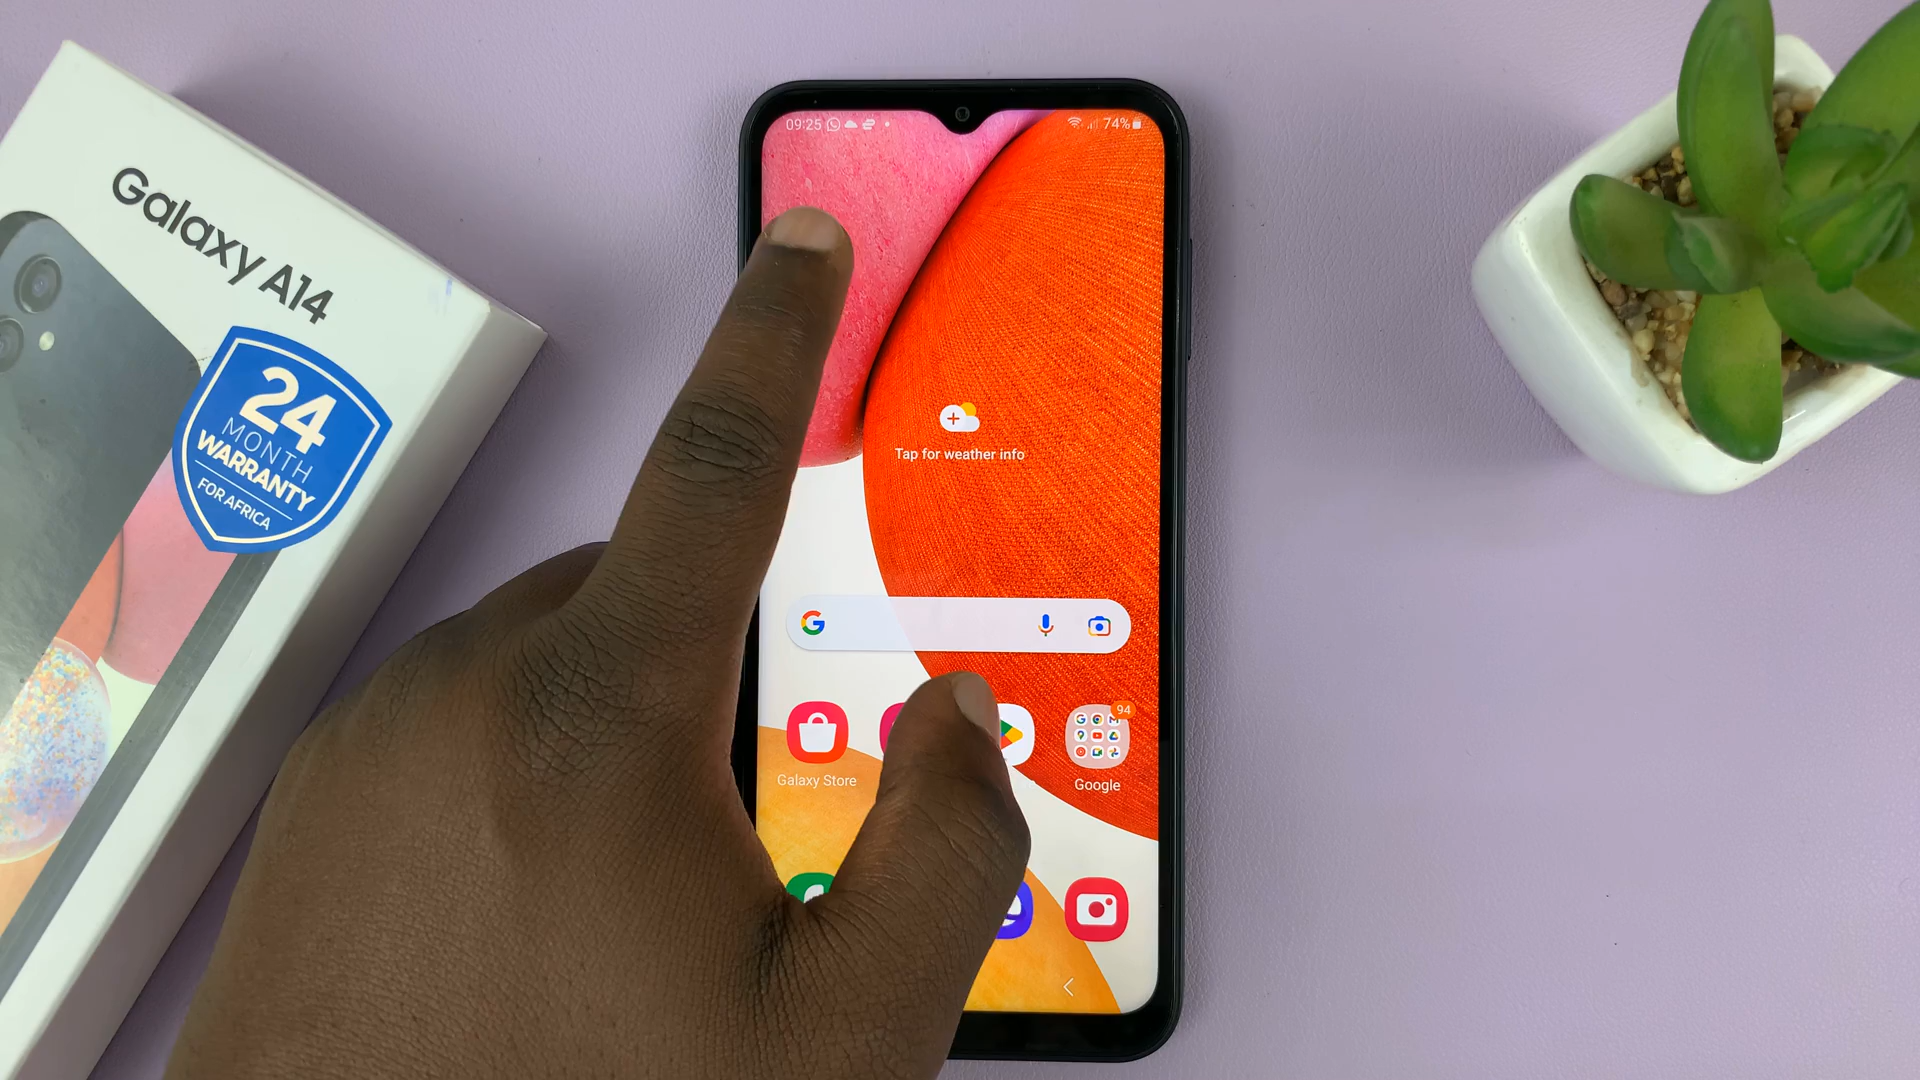 Galaxy A14
24
MONTH
WARRANTY
FOR AFRICA
09:25
74%
Tap for weather info
G
94
Galaxy Store
Google